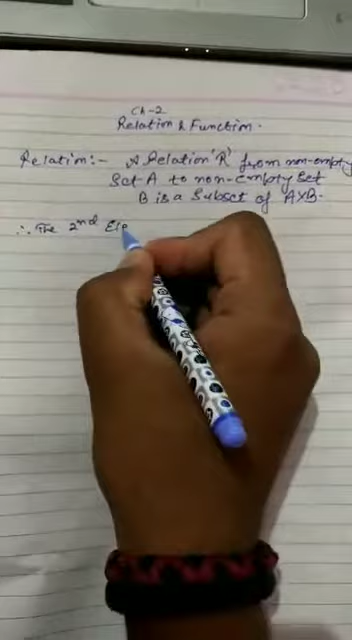 Ch-2
Relation & Function.
Relation:- A Relation 'R' from non-empty
Set A to non-empty Set
B is a Subset of A×B.
∴ The 2nd Ele